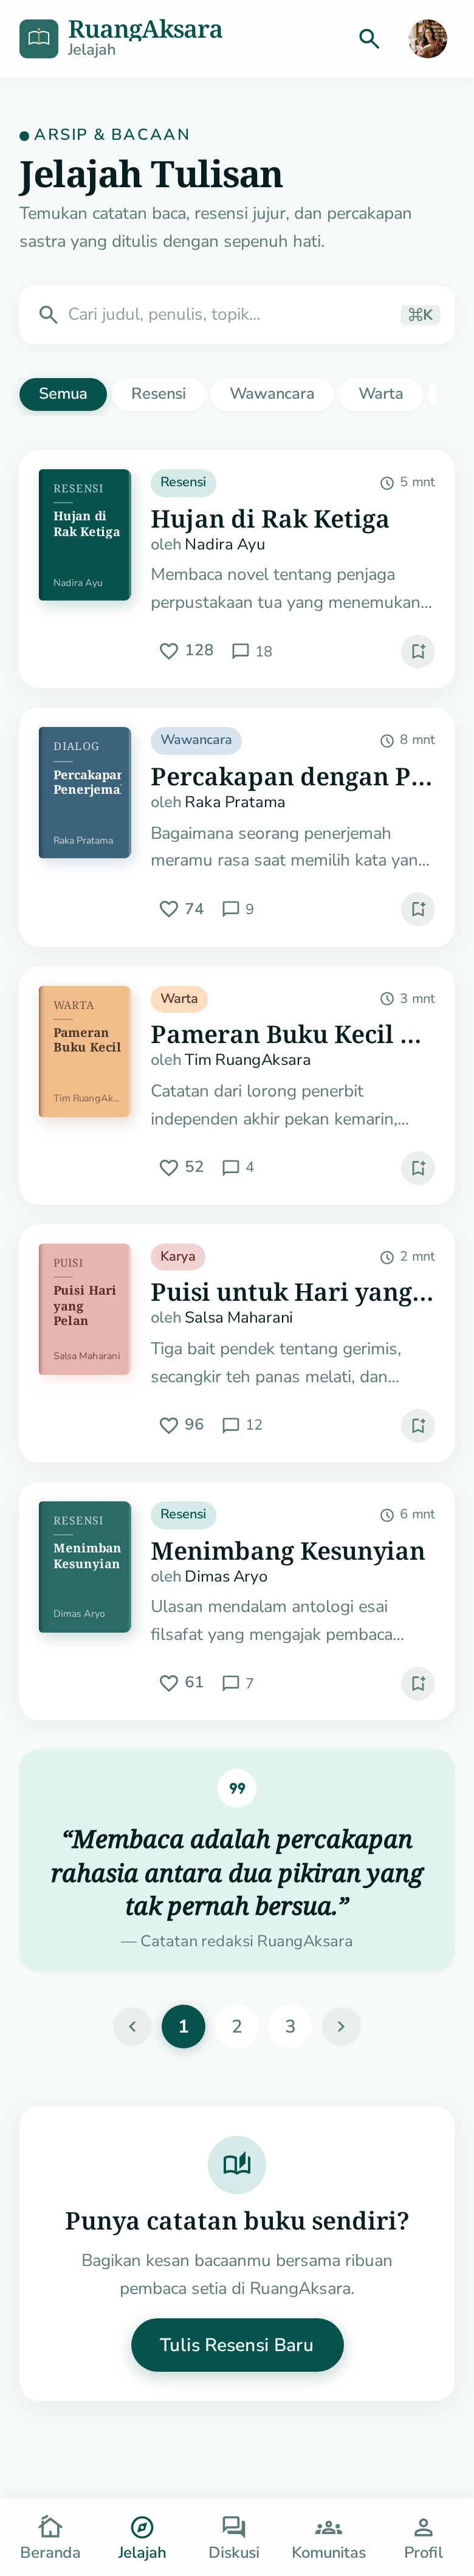 RuangAksara
Jelajah
ARSIP & BACAAN
Jelajah Tulisan
Temukan catatan baca, resensi jujur, dan percakapan
sastra yang ditulis dengan sepenuh hati.
Cari judul, penulis, topik...
⌘K
Semua
Resensi
Wawancara
Warta
RESENSI
Hujan di
Rak Ketiga
Nadira Ayu
Resensi
5 mnt
Hujan di Rak Ketiga
oleh Nadira Ayu
Membaca novel tentang penjaga
perpustakaan tua yang menemukan...
128
18
DIALOG
Percakapan
Penerjema
Raka Pratama
Wawancara
8 mnt
Percakapan dengan P...
oleh Raka Pratama
Bagaimana seorang penerjemah
meramu rasa saat memilih kata yan...
74
9
WARTA
Pameran
Buku Kecil
Tim RuangAk...
Warta
3 mnt
Pameran Buku Kecil ...
oleh Tim RuangAksara
Catatan dari lorong penerbit
independen akhir pekan kemarin,...
52
4
PUISI
Puisi Hari
yang
Pelan
Salsa Maharani
Karya
2 mnt
Puisi untuk Hari yang...
oleh Salsa Maharani
Tiga bait pendek tentang gerimis,
secangkir teh panas melati, dan...
96
12
RESENSI
Menimban
Kesunyian
Dimas Aryo
Resensi
6 mnt
Menimbang Kesunyian
oleh Dimas Aryo
Ulasan mendalam antologi esai
filsafat yang mengajak pembaca...
61
7
“Membaca adalah percakapan
rahasia antara dua pikiran yang
tak pernah bersua.”
— Catatan redaksi RuangAksara
1
2
3
Punya catatan buku sendiri?
Bagikan kesan bacaanmu bersama ribuan
pembaca setia di RuangAksara.
Tulis Resensi Baru
Beranda
Jelajah
Diskusi
Komunitas
Profil